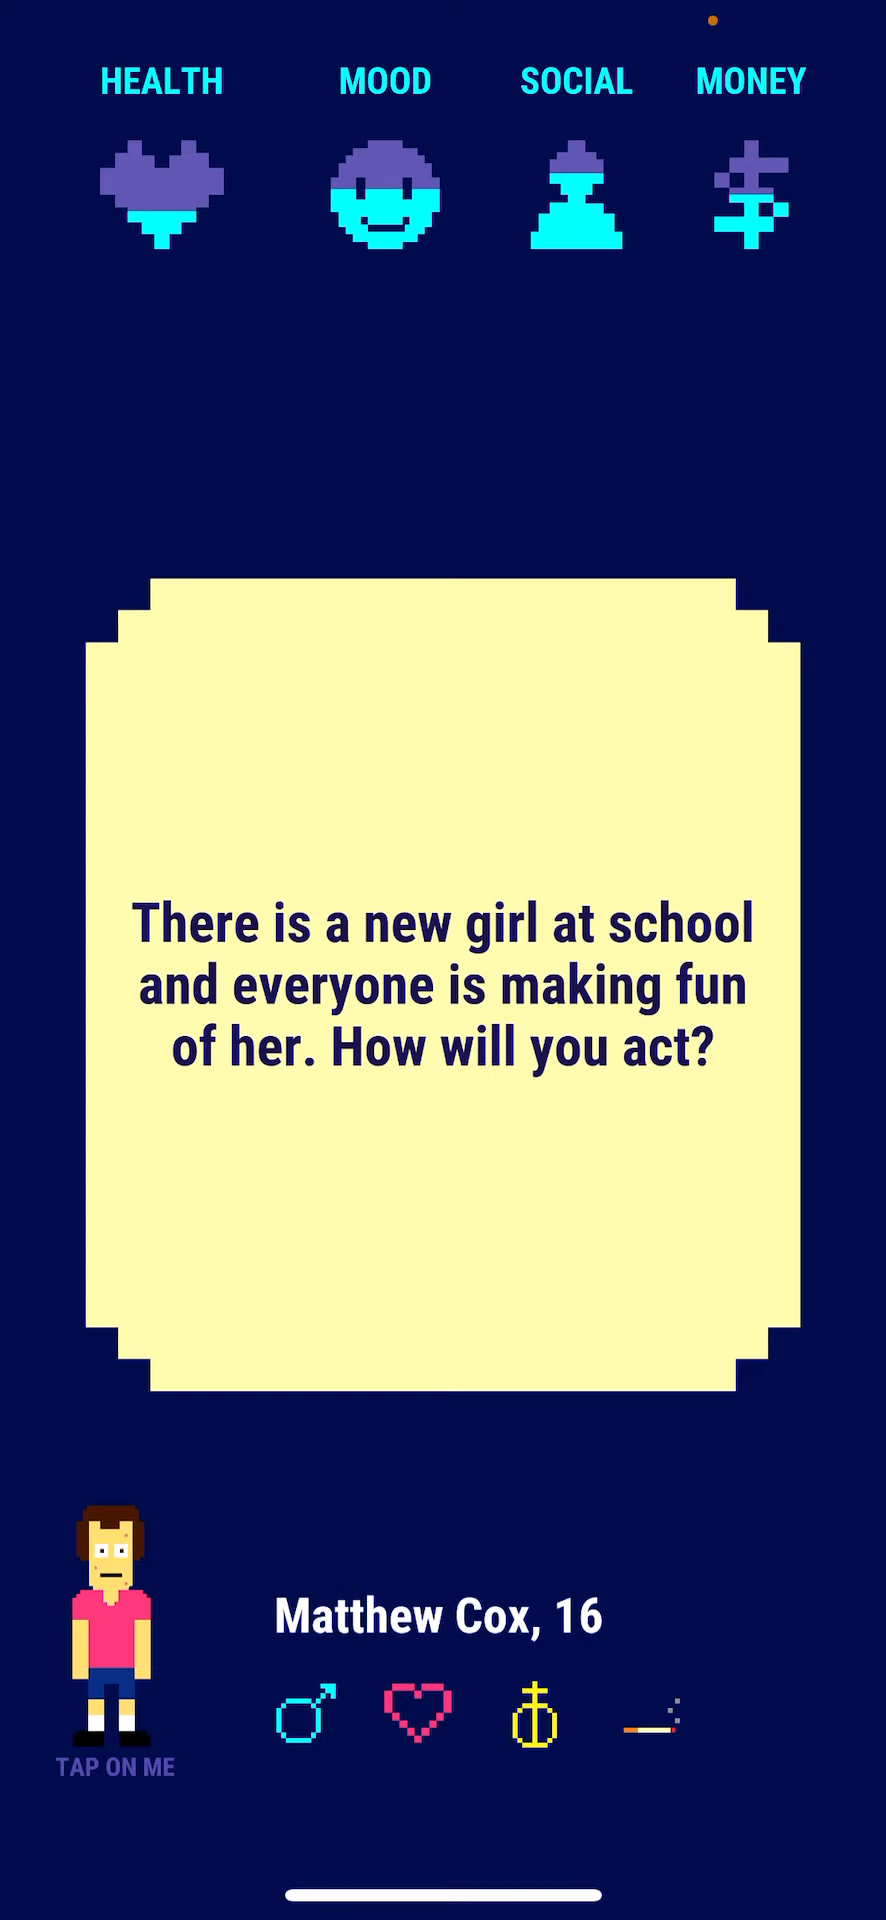 HEALTH MOOD SOCIAL MONEY
There is a new girl at school
and everyone is making fun
of her. How will you act?
Matthew Cox, 16
TAP ON ME